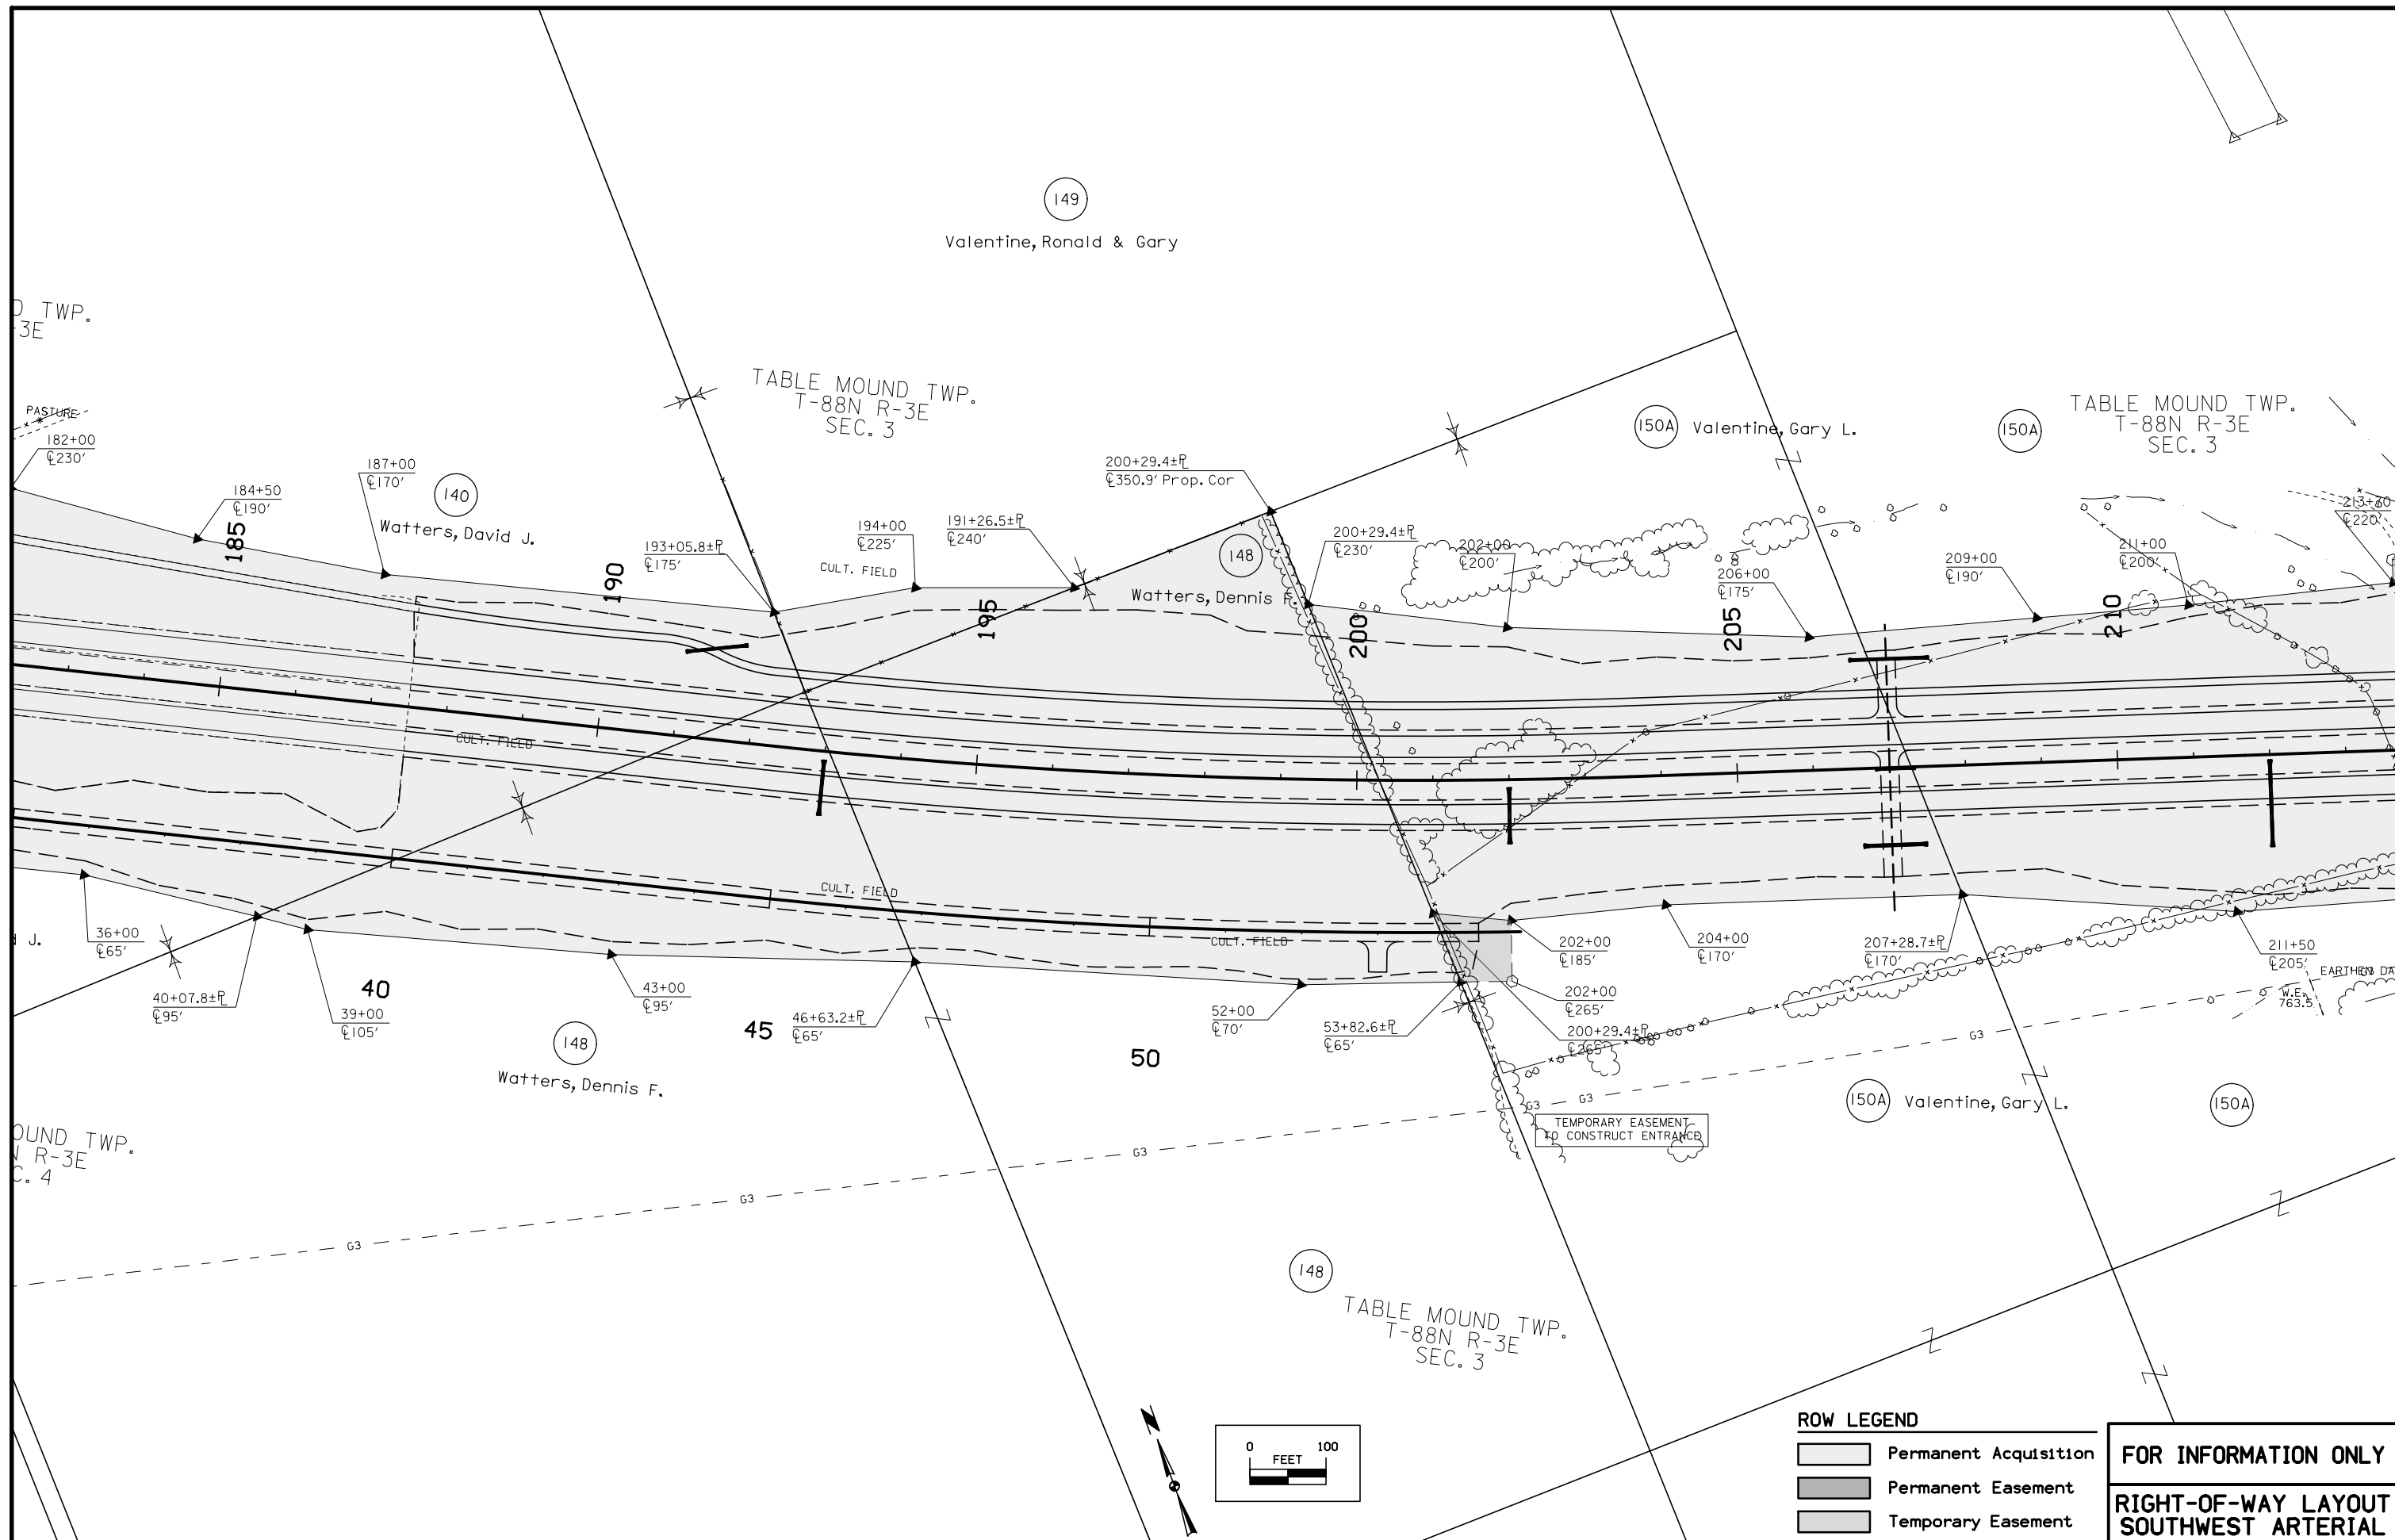 149
Valentine, Ronald & Gary
D TWP.
-3E
TABLE MOUND TWP.
T-88N R-3E
SEC. 3
TABLE MOUND TWP.
T-88N R-3E
SEC. 3
PASTURE
182+00
℄230'
184+50
℄190'
185
187+00
℄170'
140
Watters, David J.
190
193+05.8±℄
℄175'
194+00
℄225'
CULT. FIELD
191+26.5±℄
℄240'
195
200+29.4±℄
℄350.9' Prop. Cor
148
Watters, Dennis F.
200+29.4±℄
℄230'
200
202+00
℄200'
150A
Valentine, Gary L.
150A
206+00
℄175'
205
209+00
℄190'
211+00
℄200'
210
213+60
℄220'
CULT. FIELD
CULT. FIELD
CULT. FIELD
d J.
36+00
℄65'
40+07.8±℄
℄95'
39+00
℄105'
40
43+00
℄95'
45
46+63.2±℄
℄65'
50
52+00
℄70'
53+82.6±℄
℄65'
202+00
℄185'
202+00
℄265'
200+29.4±℄
℄265'
204+00
℄170'
207+28.7±℄
℄170'
211+50
℄205'
EARTHEN DA
W.E.
763.5
148
Watters, Dennis F.
G3
G3
G3
G3
G3
G3
TEMPORARY EASEMENT
TO CONSTRUCT ENTRANCE
150A
Valentine, Gary L.
150A
OUND TWP.
N R-3E
C. 4
148
TABLE MOUND TWP.
T-88N R-3E
SEC. 3
N
0 100
FEET
ROW LEGEND
Permanent Acquisition
Permanent Easement
Temporary Easement
FOR INFORMATION ONLY
RIGHT-OF-WAY LAYOUT
SOUTHWEST ARTERIAL